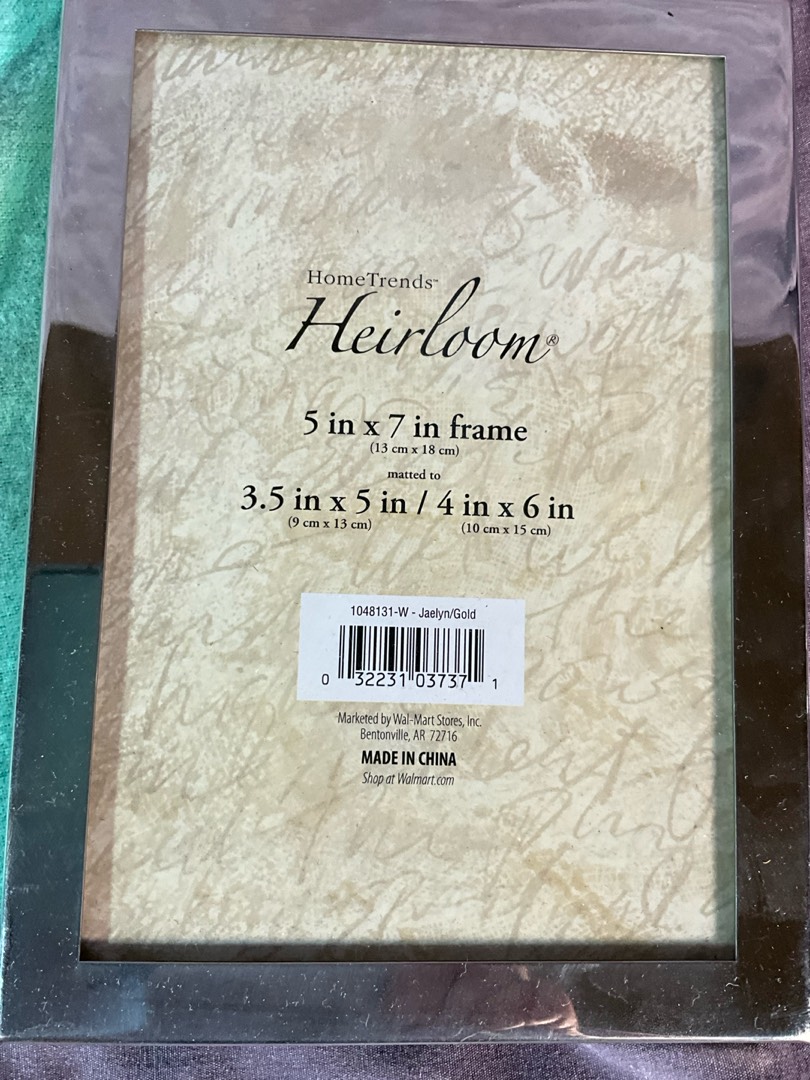 HomeTrends™
Heirloom®
5 in x 7 in frame
(13 cm x 18 cm)
matted to
3.5 in x 5 in / 4 in x 6 in
(9 cm x 13 cm) (10 cm x 15 cm)
1048131-W - Jaelyn/Gold
0 32231 03737 1
Marketed by Wal-Mart Stores, Inc.
Bentonville, AR 72716
MADE IN CHINA
Shop at Walmart.com